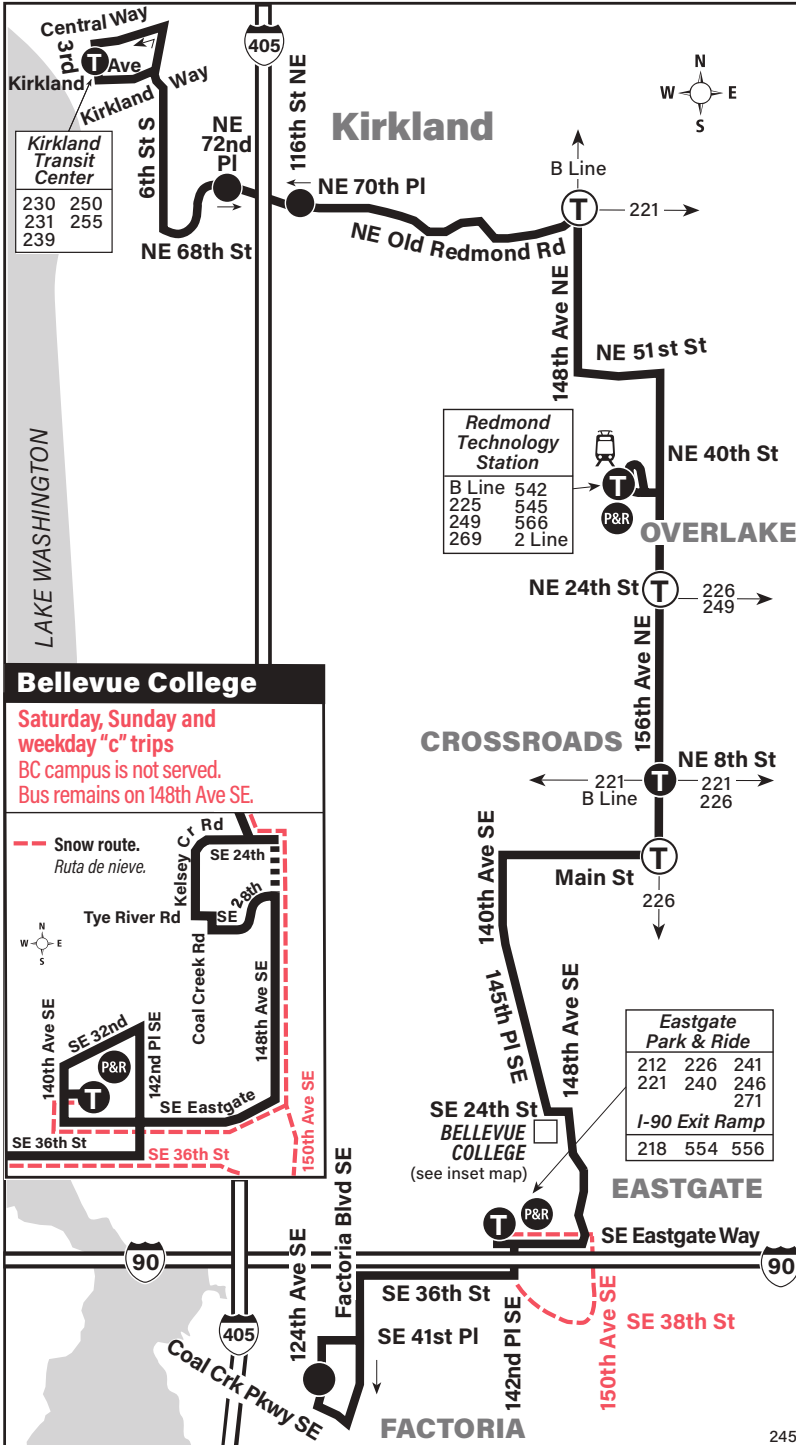 Central Way
3rd
T
Ave
Kirkland
Kirkland Way
405
116th St NE
Kirkland
N
W E
S
Kirkland
Transit
Center
230 250
231 255
239
6th St S
NE
72nd
Pl
NE 70th Pl
NE 68th St
NE Old Redmond Rd
B Line
T
221
148th Ave NE
NE 51st St
LAKE WASHINGTON
Redmond
Technology
Station
B Line 542
225 545
249 566
269 2 Line
NE 40th St
T
P&R
OVERLAKE
NE 24th St
T
226
249
156th Ave NE
CROSSROADS
NE 8th St
221
B Line
T
221
226
Main St
T
226
140th Ave SE
145th Pl SE
148th Ave SE
Bellevue College
Saturday, Sunday and
weekday "c" trips
BC campus is not served.
Bus remains on 148th Ave SE.
Snow route.
Ruta de nieve.
Kelsey Cr Rd
SE 24th
Tye River Rd
SE 28th
Coal Creek Rd
148th Ave SE
N
W E
S
140th Ave SE
SE 32nd
P&R
T
142nd Pl SE
SE Eastgate
150th Ave SE
SE 36th St
SE 36th St
Eastgate
Park & Ride
212 226 241
221 240 246
271
I-90 Exit Ramp
218 554 556
SE 24th St
BELLEVUE
COLLEGE
(see inset map)
EASTGATE
T
P&R
SE Eastgate Way
90
90
405
124th Ave SE
Factoria Blvd SE
SE 36th St
142nd Pl SE
150th Ave SE
SE 38th St
SE 41st Pl
Coal Crk Pkwy SE
FACTORIA
245